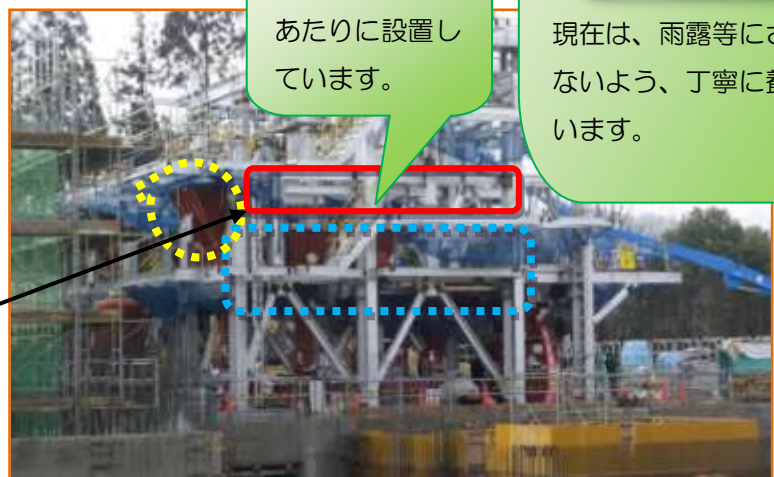 あたりに設置し
ています。
現在は、雨露等にさ
ないよう、丁寧に養
います。